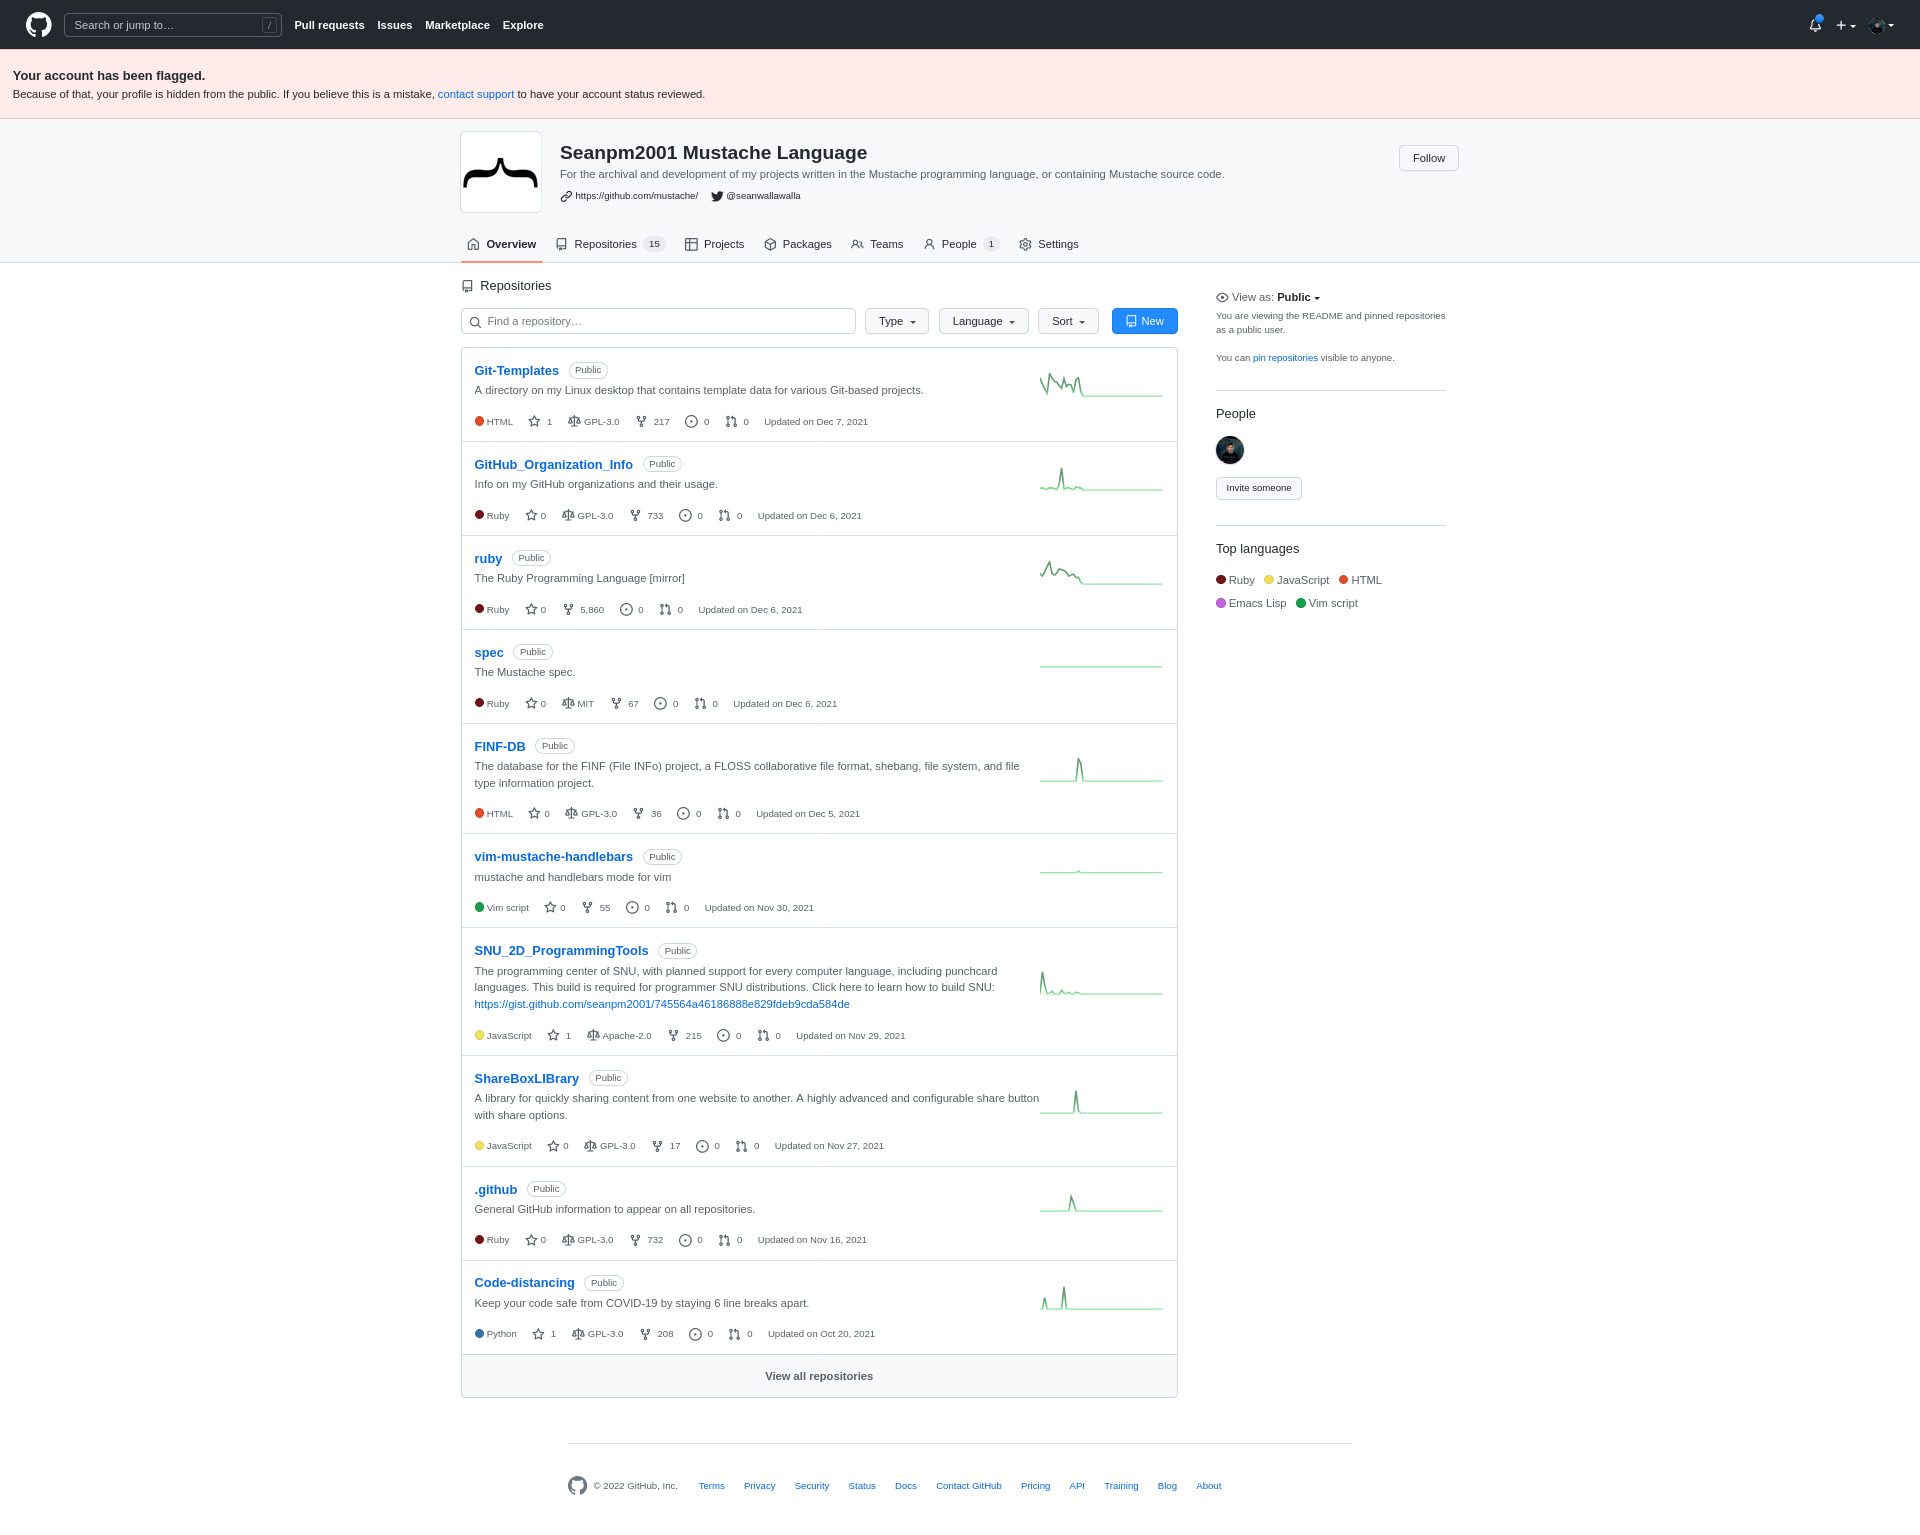 Search or jump to…
/
Pull requests Issues Marketplace Explore
Your account has been flagged.
Because of that, your profile is hidden from the public. If you believe this is a mistake, contact support to have your account status reviewed.
Seanpm2001 Mustache Language
Follow
For the archival and development of my projects written in the Mustache programming language, or containing Mustache source code.
https://github.com/mustache/ @seanwallawalla
Overview Repositories 15 Projects Packages Teams People 1 Settings
Repositories
Find a repository… Type Language Sort New
Git-Templates Public
A directory on my Linux desktop that contains template data for various Git-based projects.
HTML 1 GPL-3.0 217 0 0 Updated on Dec 7, 2021
GitHub_Organization_Info Public
Info on my GitHub organizations and their usage.
Ruby 0 GPL-3.0 733 0 0 Updated on Dec 6, 2021
ruby Public
The Ruby Programming Language [mirror]
Ruby 0 5,860 0 0 Updated on Dec 6, 2021
spec Public
The Mustache spec.
Ruby 0 MIT 67 0 0 Updated on Dec 6, 2021
FINF-DB Public
The database for the FINF (File INFo) project, a FLOSS collaborative file format, shebang, file system, and file
type information project.
HTML 0 GPL-3.0 36 0 0 Updated on Dec 5, 2021
vim-mustache-handlebars Public
mustache and handlebars mode for vim
Vim script 0 55 0 0 Updated on Nov 30, 2021
SNU_2D_ProgrammingTools Public
The programming center of SNU, with planned support for every computer language, including punchcard
languages. This build is required for programmer SNU distributions. Click here to learn how to build SNU:
https://gist.github.com/seanpm2001/745564a46186888e829fdeb9cda584de
JavaScript 1 Apache-2.0 215 0 0 Updated on Nov 29, 2021
ShareBoxLIBrary Public
A library for quickly sharing content from one website to another. A highly advanced and configurable share button
with share options.
JavaScript 0 GPL-3.0 17 0 0 Updated on Nov 27, 2021
.github Public
General GitHub information to appear on all repositories.
Ruby 0 GPL-3.0 732 0 0 Updated on Nov 16, 2021
Code-distancing Public
Keep your code safe from COVID-19 by staying 6 line breaks apart.
Python 1 GPL-3.0 208 0 0 Updated on Oct 20, 2021
View all repositories
View as: Public
You are viewing the README and pinned repositories
as a public user.
You can pin repositories visible to anyone.
People
Invite someone
Top languages
Ruby JavaScript HTML
Emacs Lisp Vim script
© 2022 GitHub, Inc. Terms Privacy Security Status Docs Contact GitHub Pricing API Training Blog About